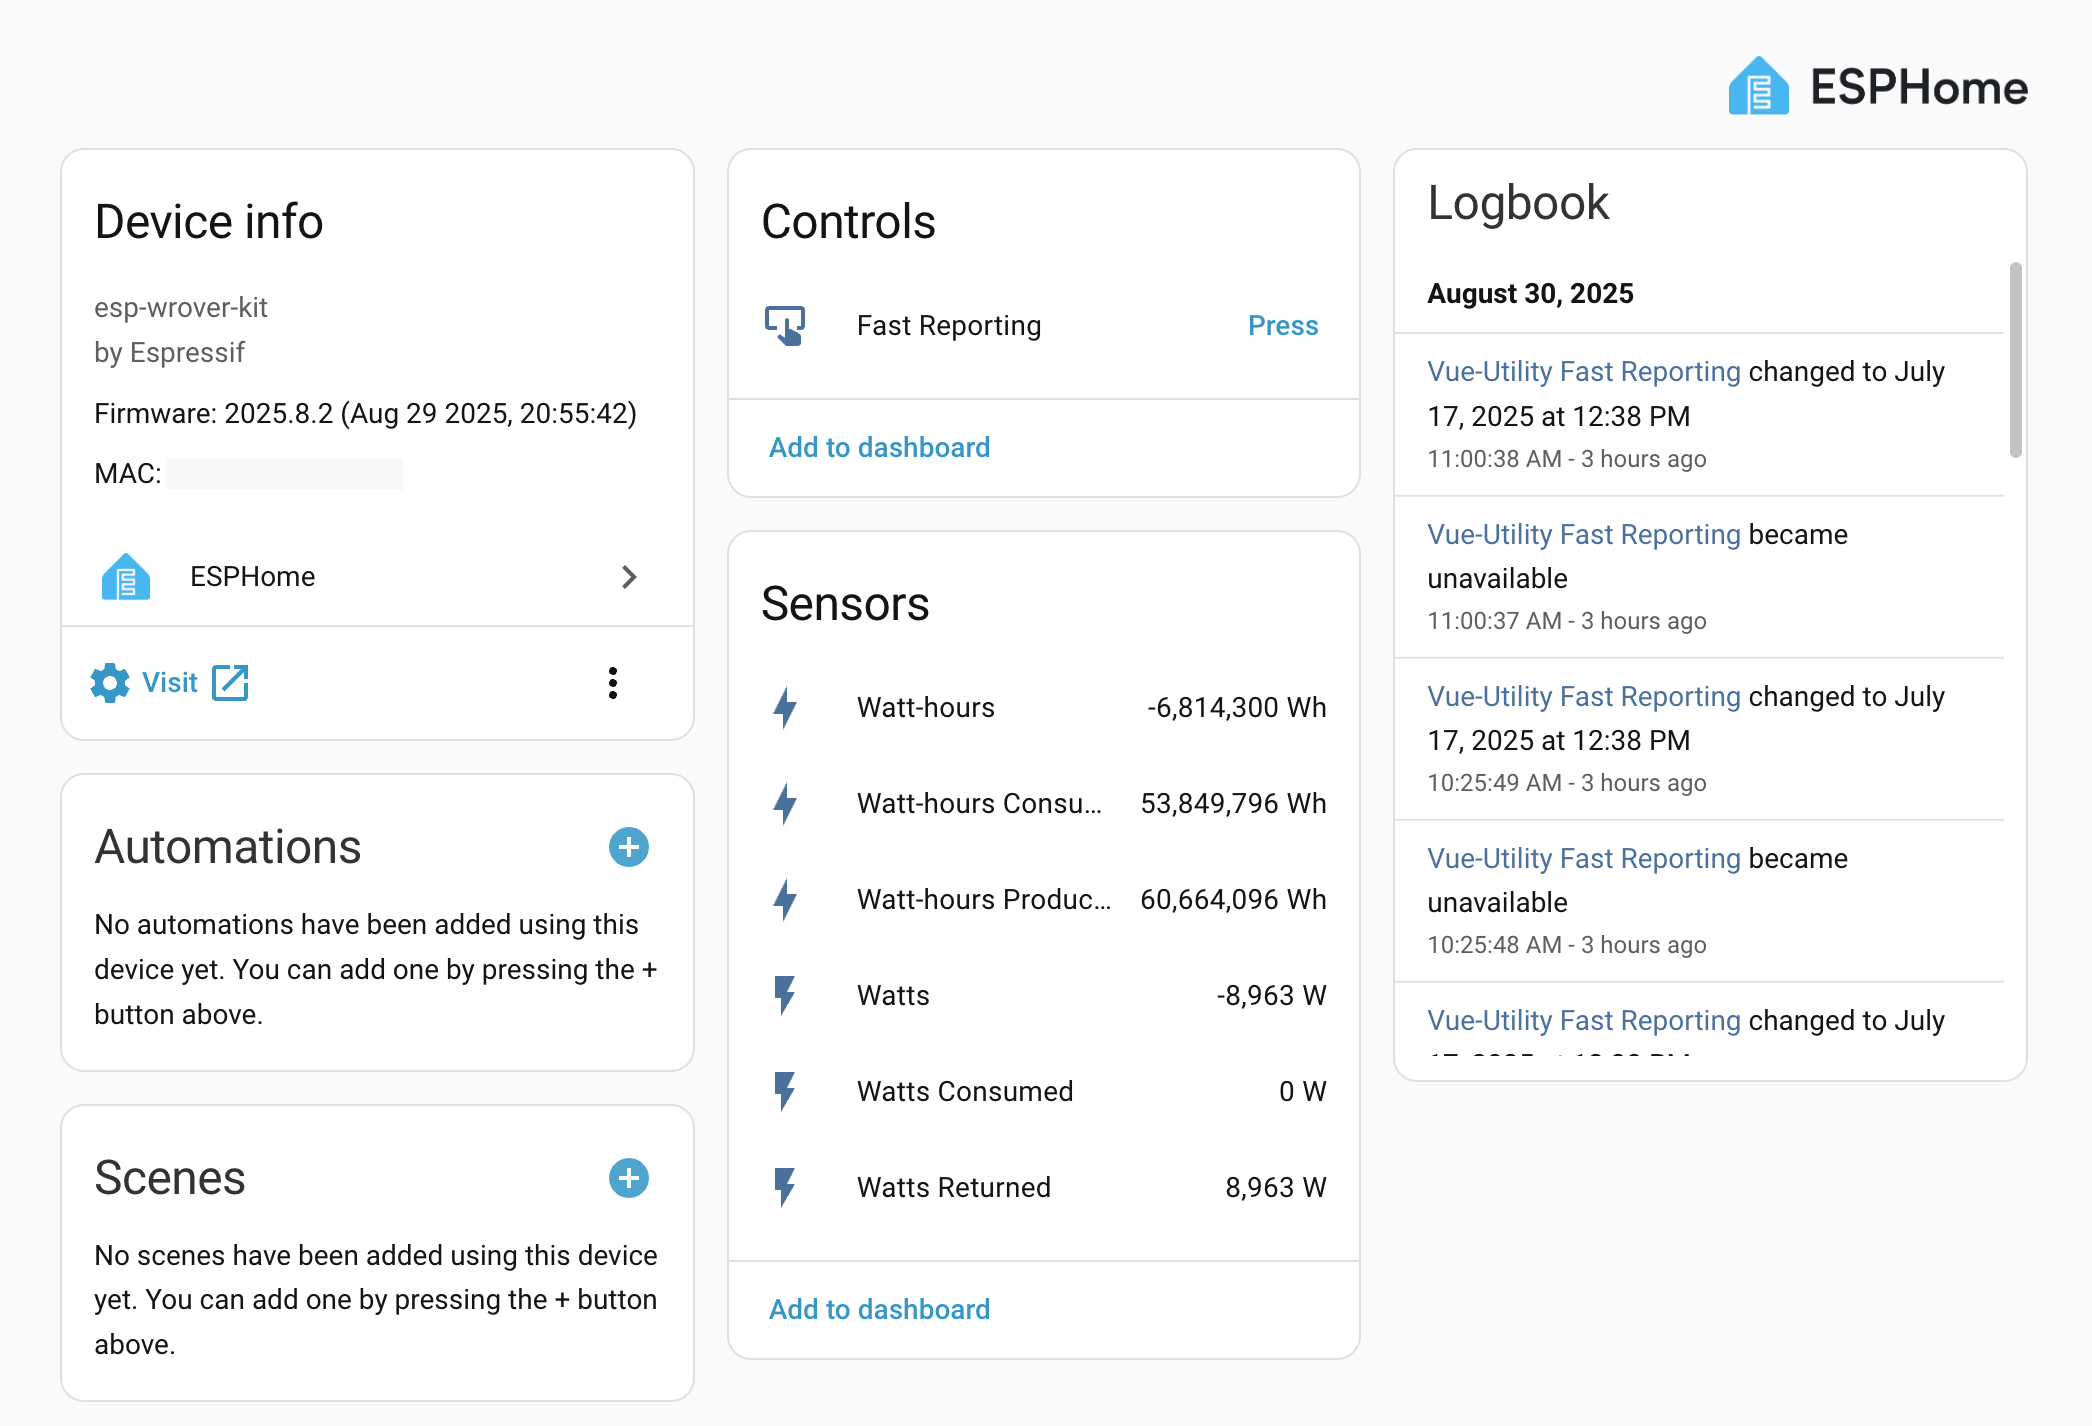 ESPHome
Device info
esp-wrover-kit
by Espressif
Firmware: 2025.8.2 (Aug 29 2025, 20:55:42)
MAC:
ESPHome
Visit
Automations
No automations have been added using this
device yet. You can add one by pressing the +
button above.
Scenes
No scenes have been added using this device
yet. You can add one by pressing the + button
above.
Controls
Fast Reporting Press
Add to dashboard
Sensors
Watt-hours -6,814,300 Wh
Watt-hours Consu... 53,849,796 Wh
Watt-hours Produc... 60,664,096 Wh
Watts -8,963 W
Watts Consumed 0 W
Watts Returned 8,963 W
Add to dashboard
Logbook
August 30, 2025
Vue-Utility Fast Reporting changed to July
17, 2025 at 12:38 PM
11:00:38 AM - 3 hours ago
Vue-Utility Fast Reporting became
unavailable
11:00:37 AM - 3 hours ago
Vue-Utility Fast Reporting changed to July
17, 2025 at 12:38 PM
10:25:49 AM - 3 hours ago
Vue-Utility Fast Reporting became
unavailable
10:25:48 AM - 3 hours ago
Vue-Utility Fast Reporting changed to July